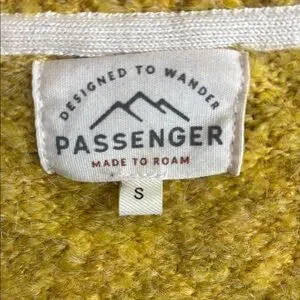 DESIGNED TO WANDER
PASSENGER
MADE TO ROAM
S